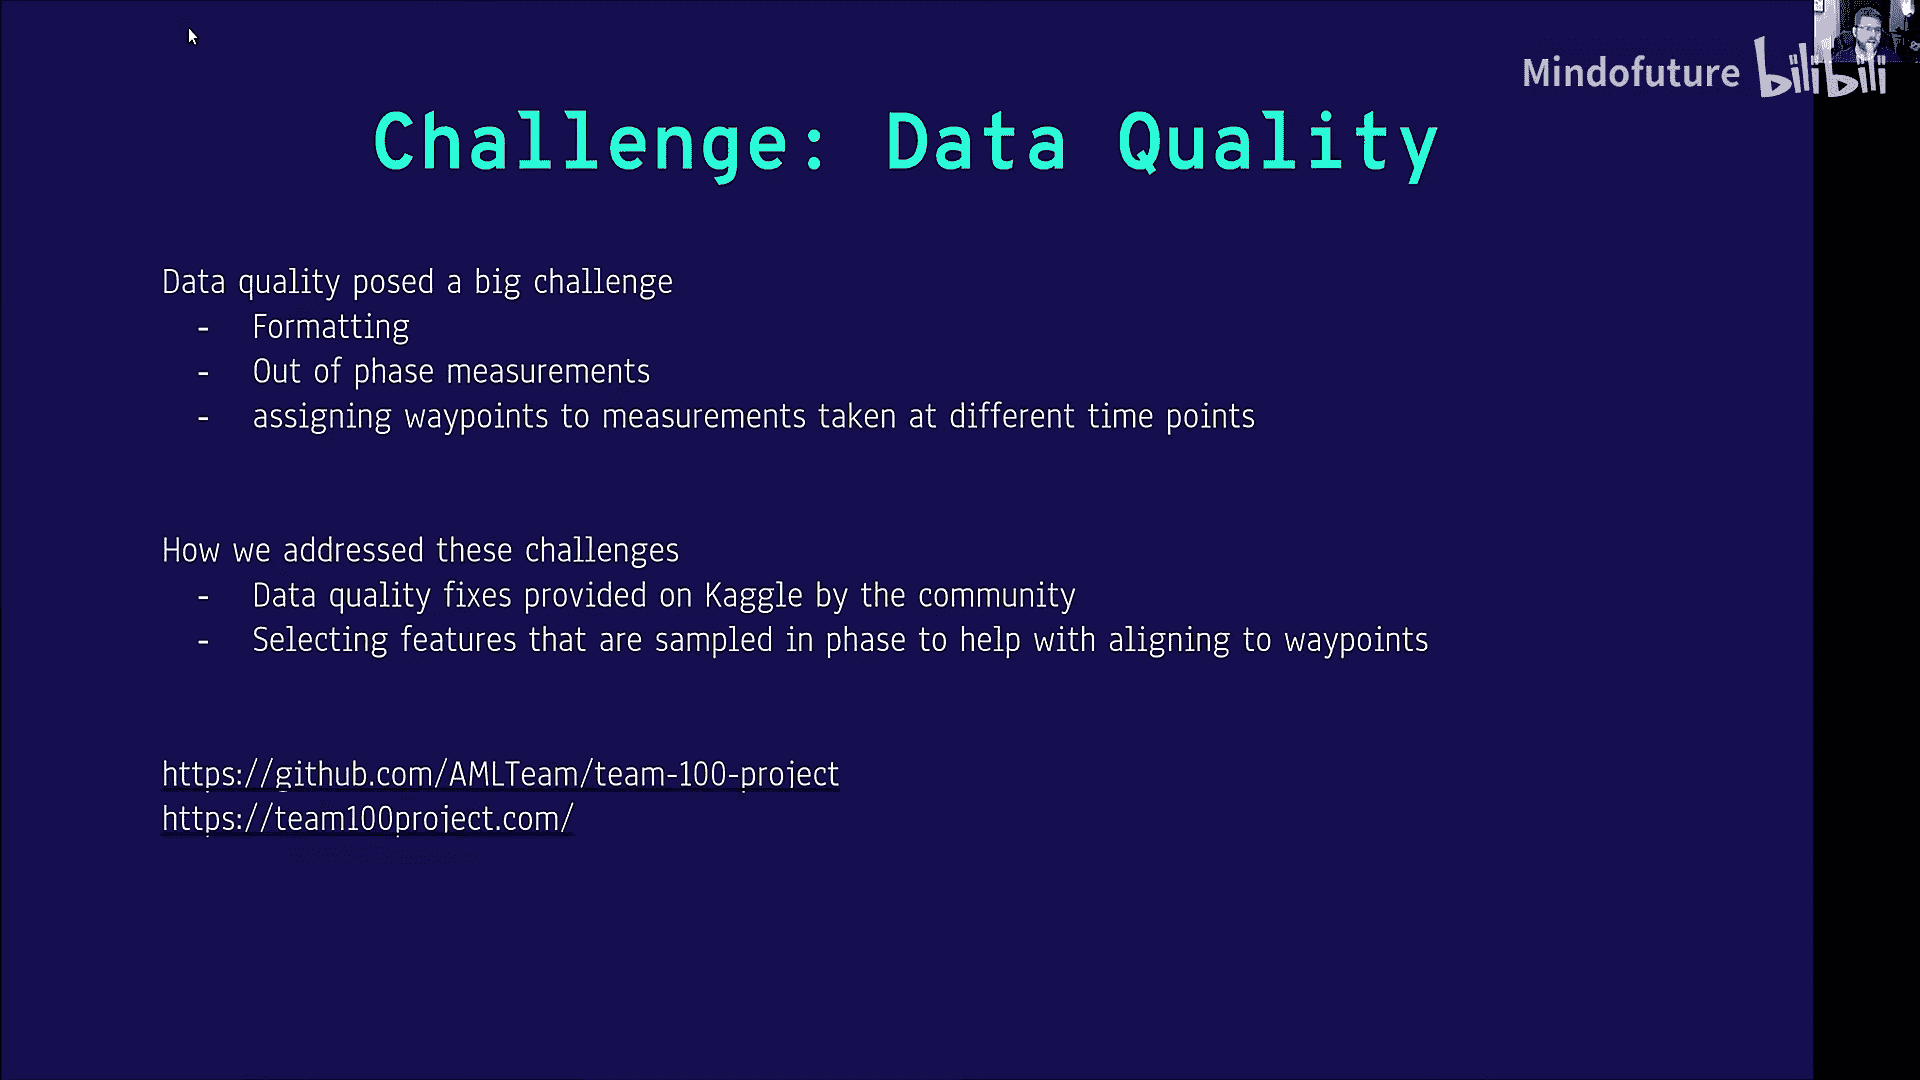 Mindofuture bilibili
Challenge: Data Quality
Data quality posed a big challenge
- Formatting
- Out of phase measurements
- assigning waypoints to measurements taken at different time points
How we addressed these challenges
- Data quality fixes provided on Kaggle by the community
- Selecting features that are sampled in phase to help with aligning to waypoints
https://github.com/AMLTeam/team-100-project
https://team100project.com/